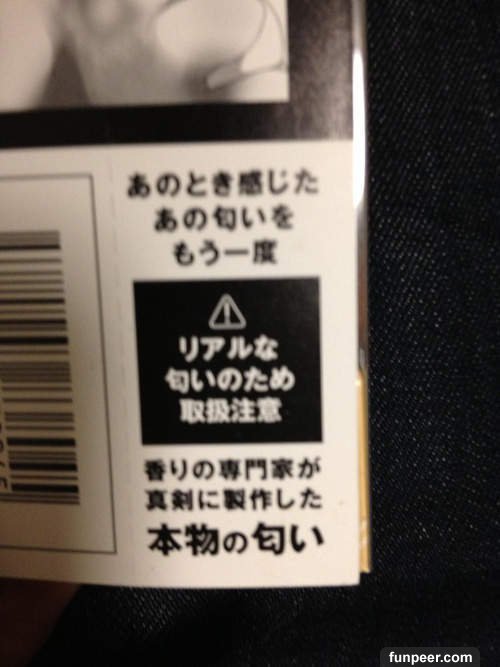 あのとき感じた
あの匂いを
もう一度
リアルな
匂いのため
取扱注意
香りの専門家が
真剣に製作した
本物の匂い
funpeer.com